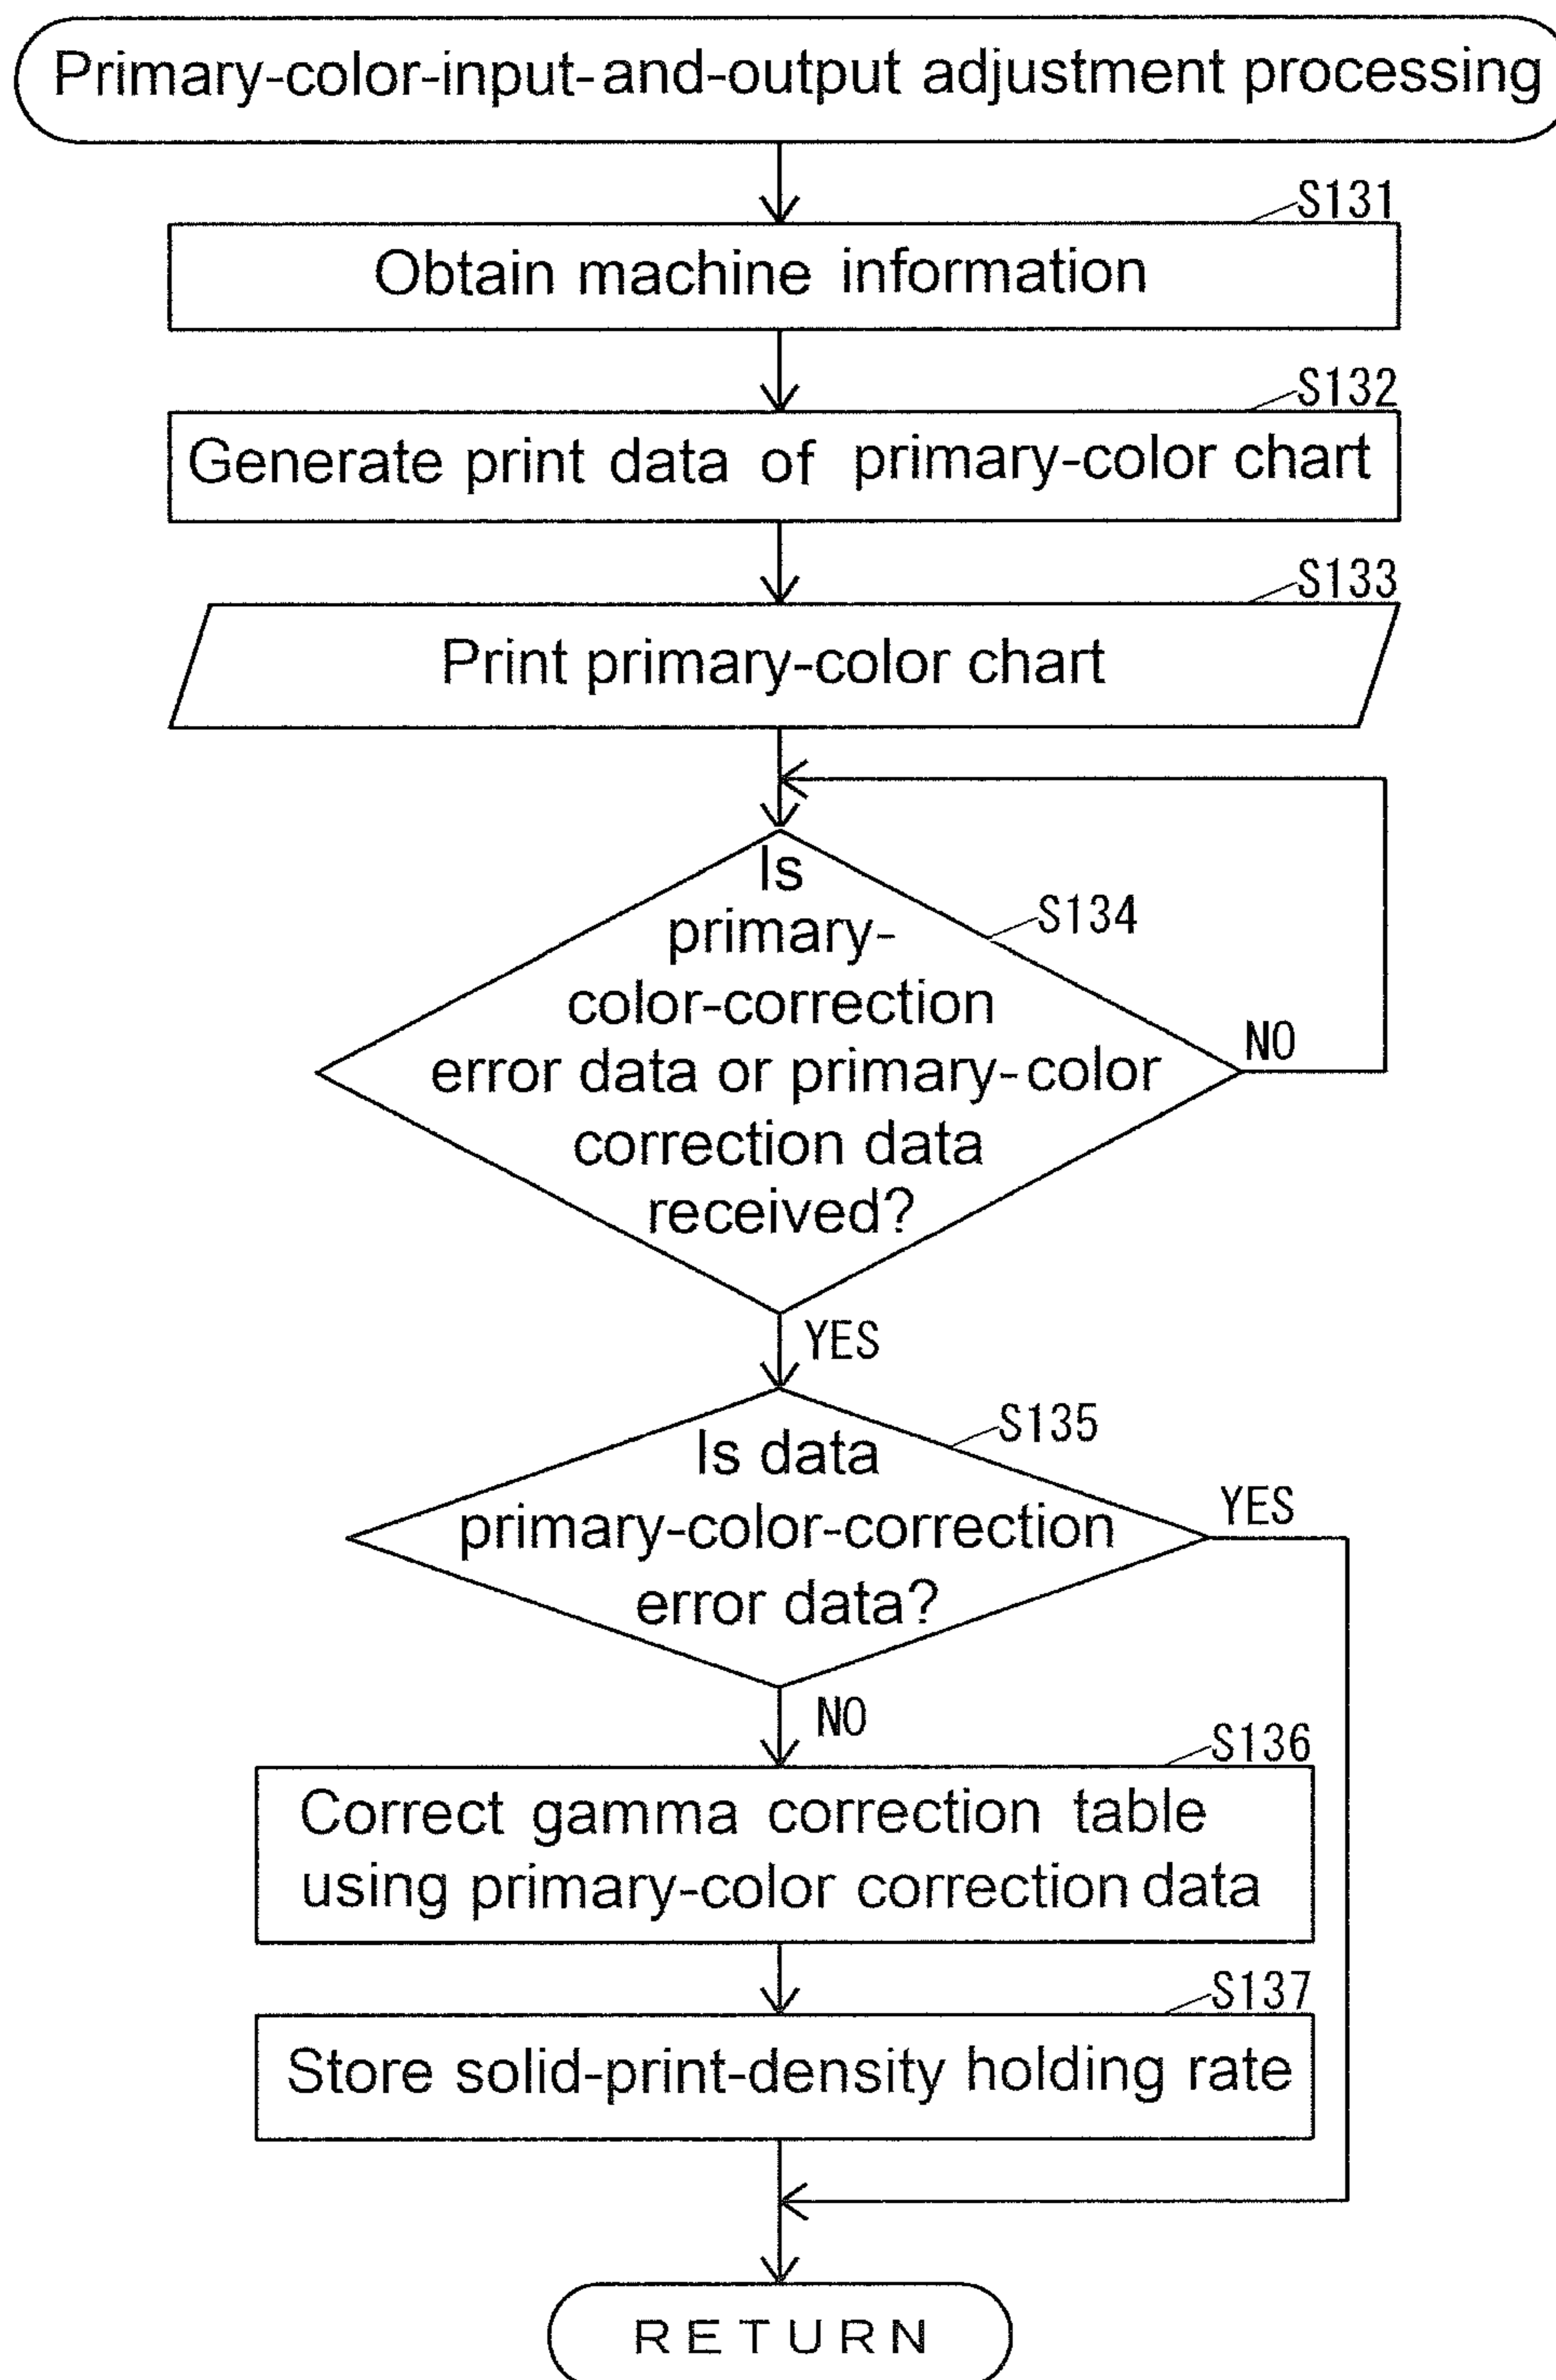 Primary-color-input-and-output adjustment processing
S131
Obtain machine information
S132
Generate print data of primary-color chart
S133
Print primary-color chart
Is
primary-
color-correction
error data or primary-color
correction data
received?
S134
NO
YES
S135
Is data
primary-color-correction
error data?
YES
NO
S136
Correct gamma correction table
using primary-color correction data
S137
Store solid-print-density holding rate
RETURN